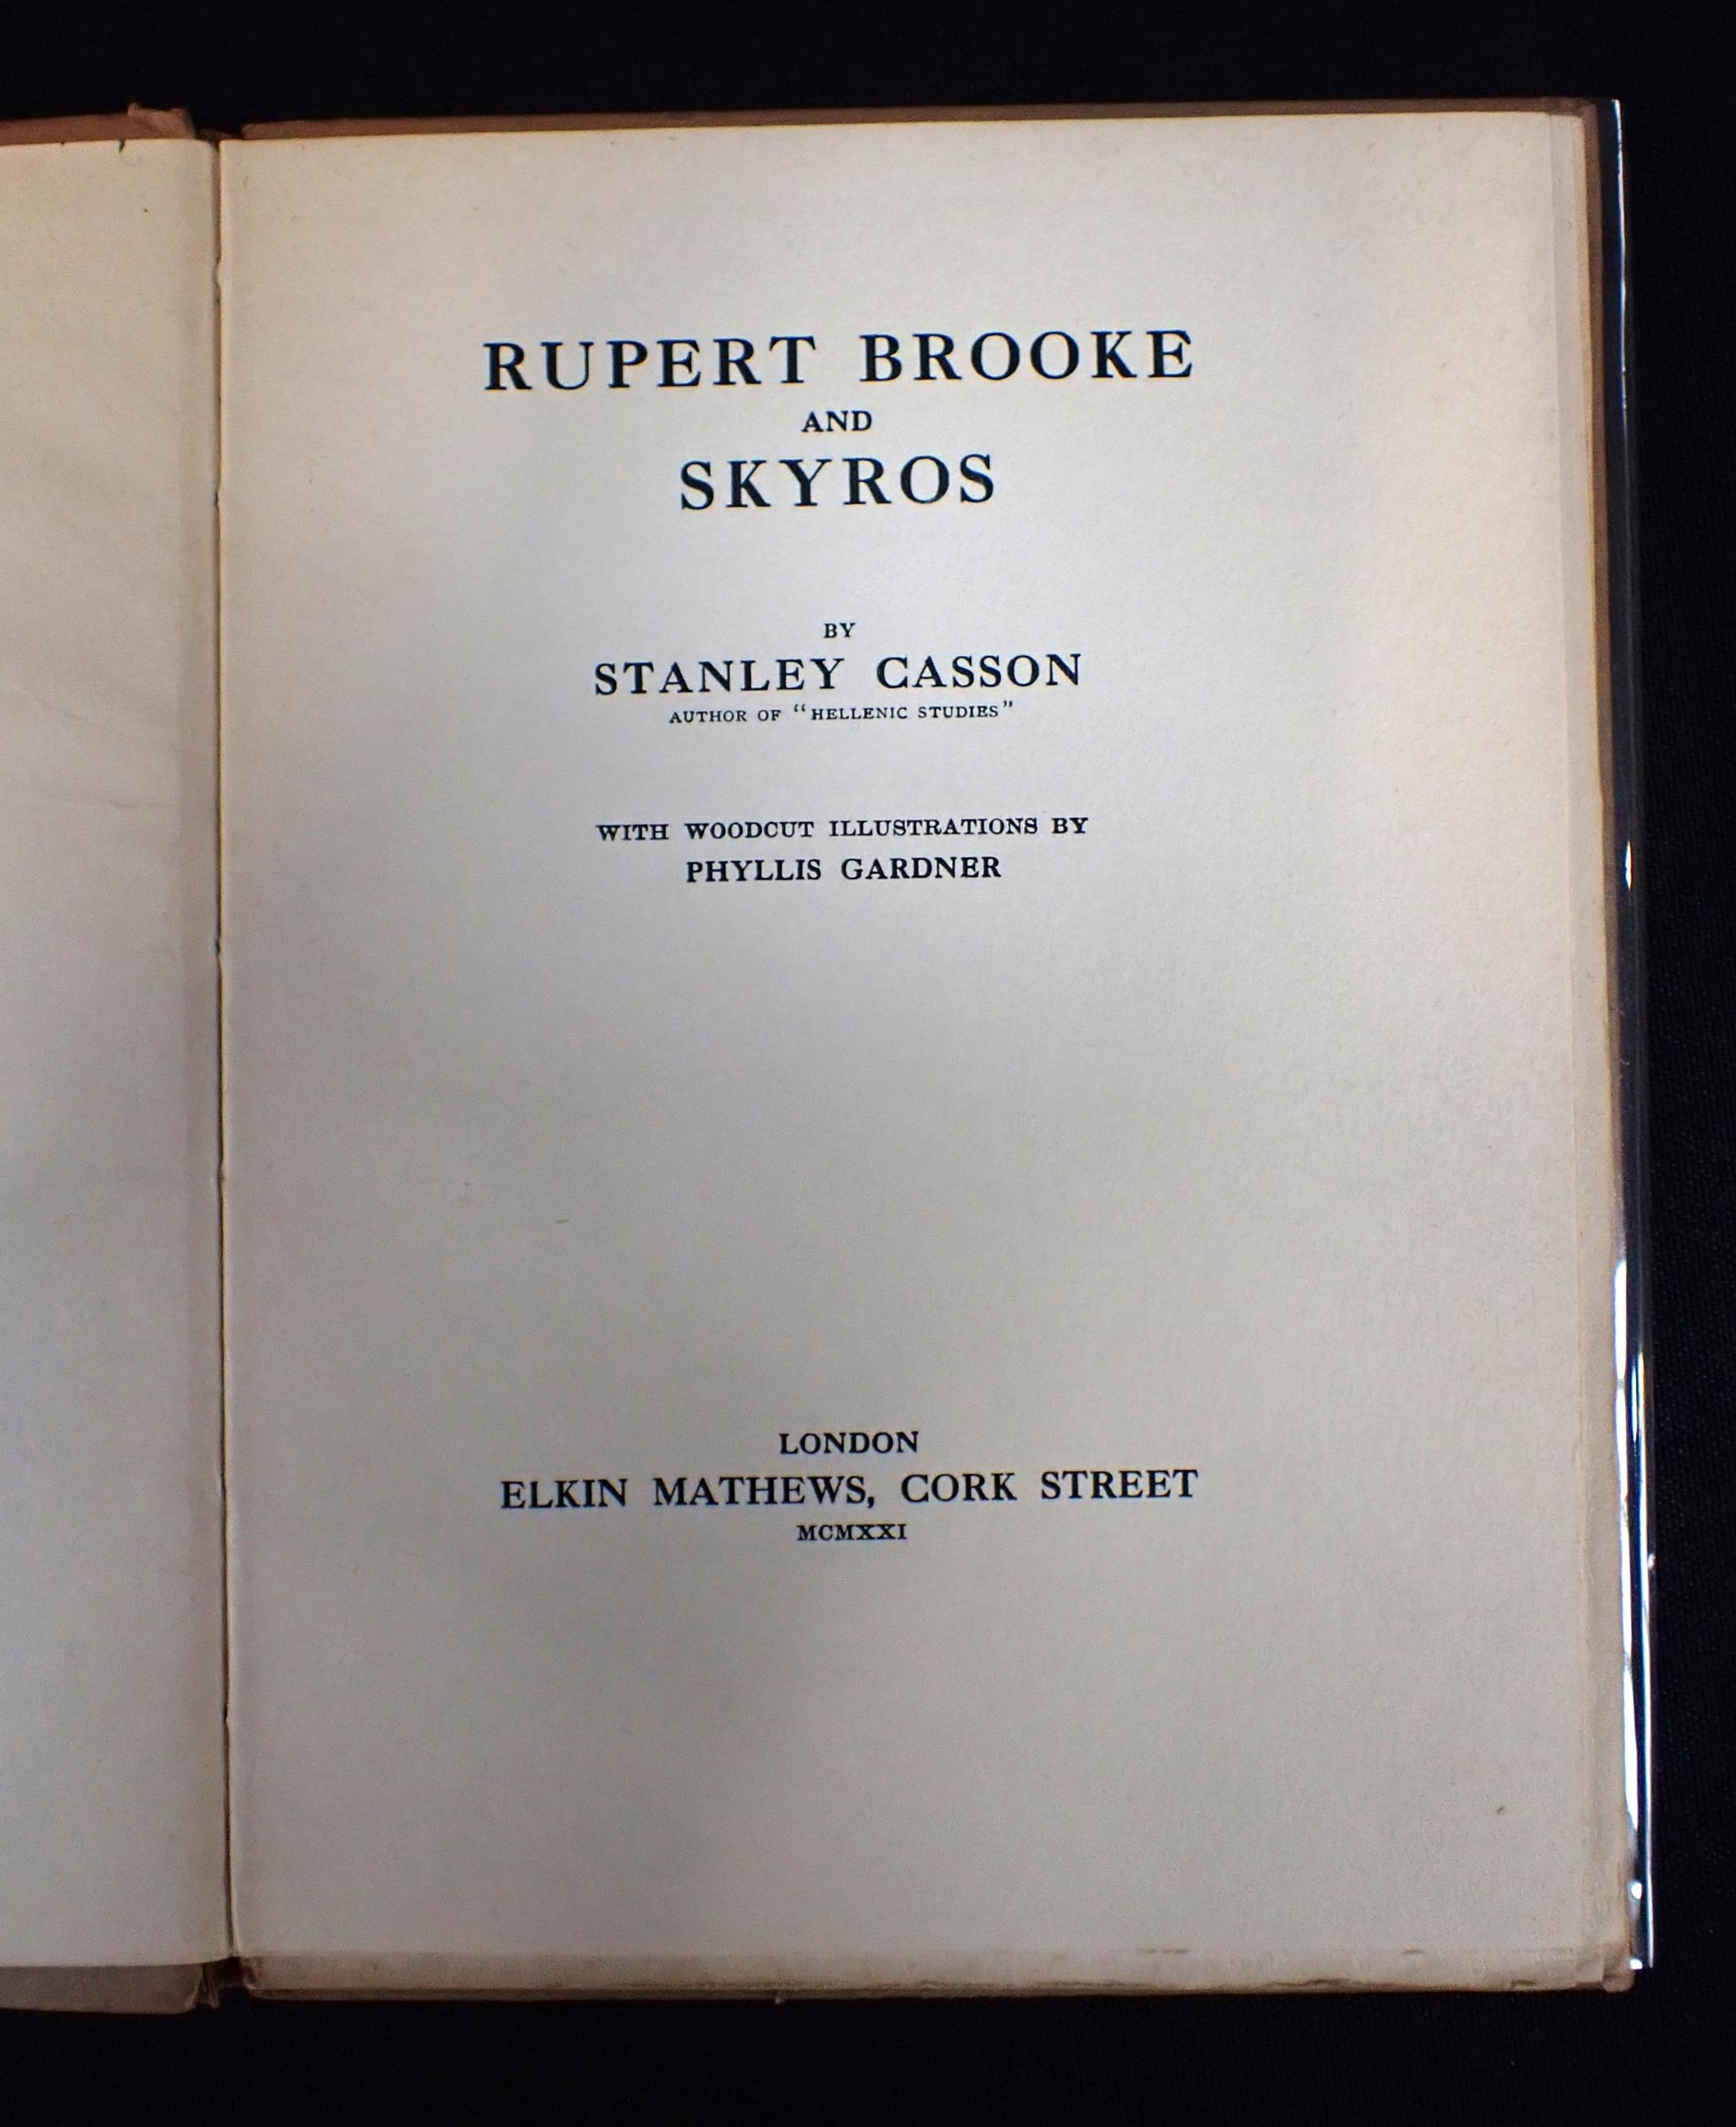 RUPERT BROOKE
AND
SKYROS
BY
STANLEY CASSON
AUTHOR OF “HELLENIC STUDIES”
WITH WOODCUT ILLUSTRATIONS BY
PHYLLIS GARDNER
LONDON
ELKIN MATHEWS, CORK STREET
MCMXXI